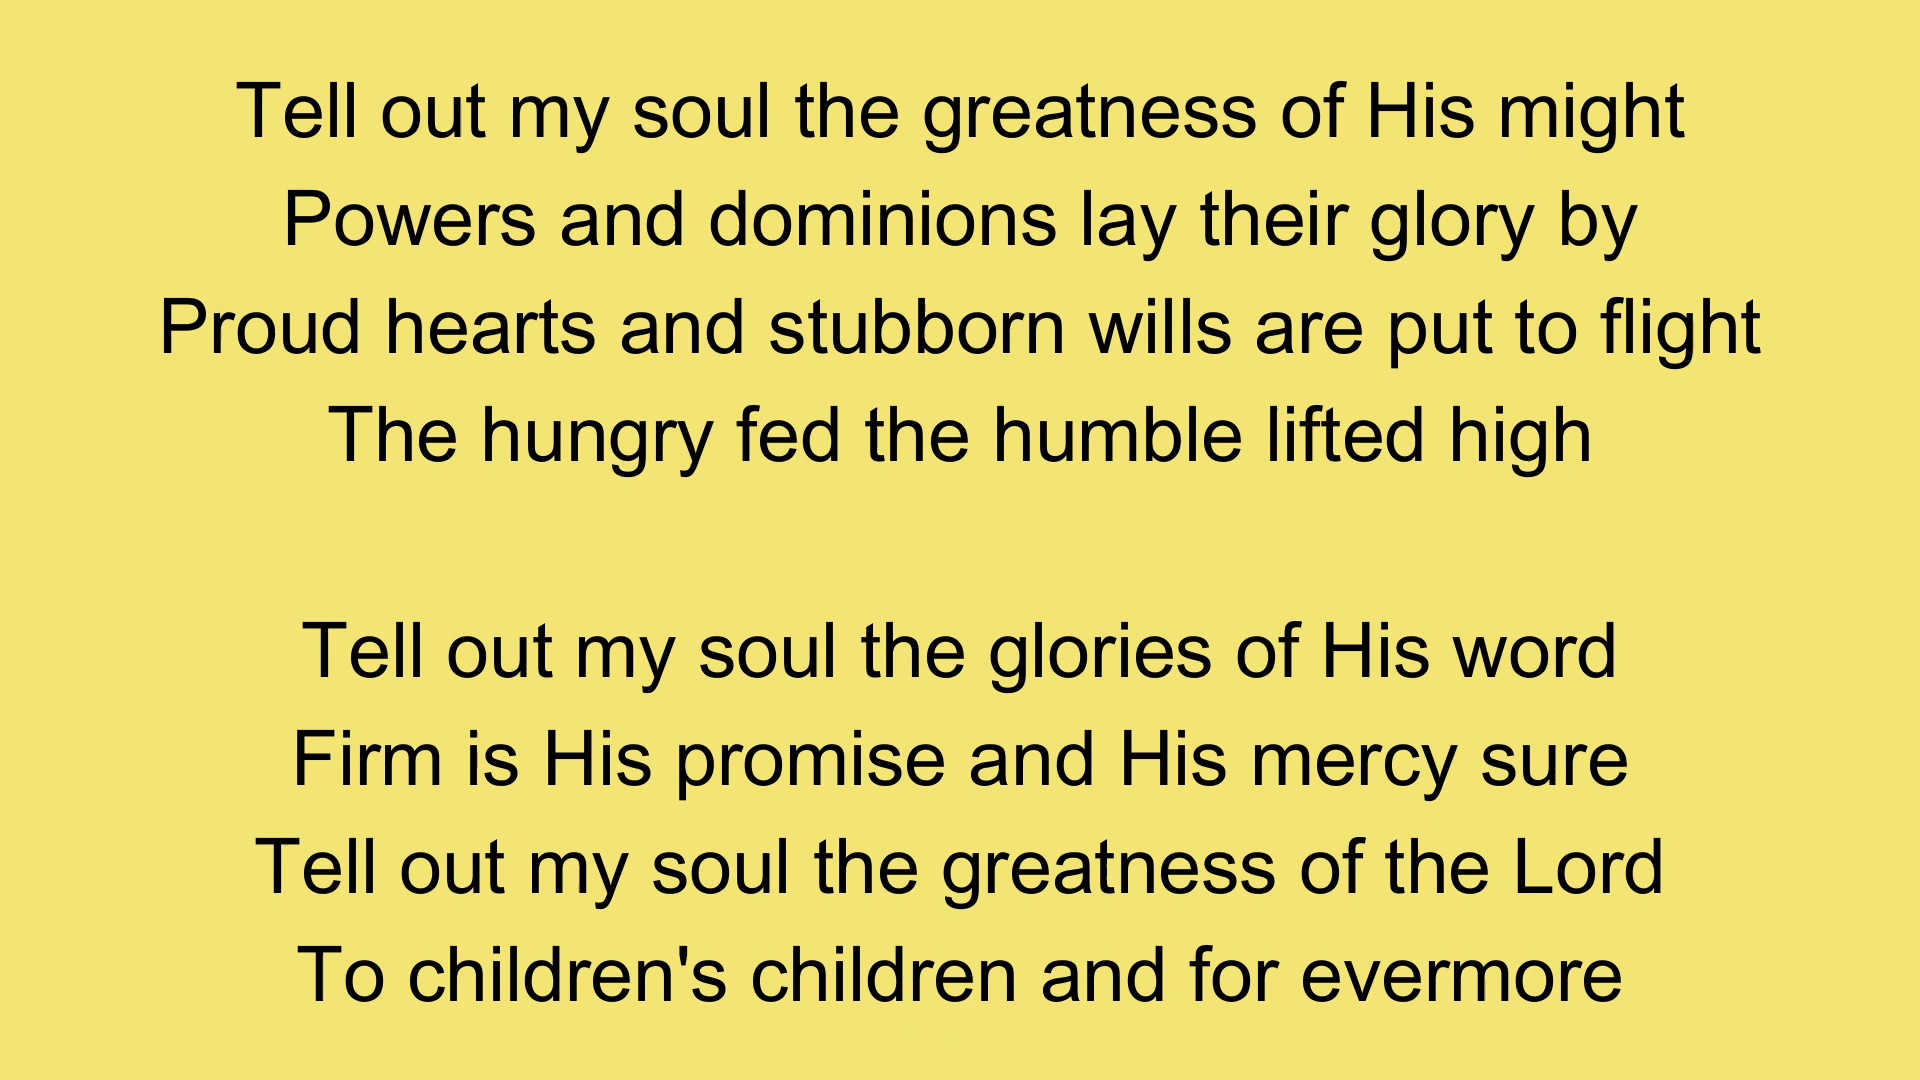 Tell out my soul the greatness of His might
Powers and dominions lay their glory by
Proud hearts and stubborn wills are put to flight
The hungry fed the humble lifted high
Tell out my soul the glories of His word
Firm is His promise and His mercy sure
Tell out my soul the greatness of the Lord
To children's children and for evermore